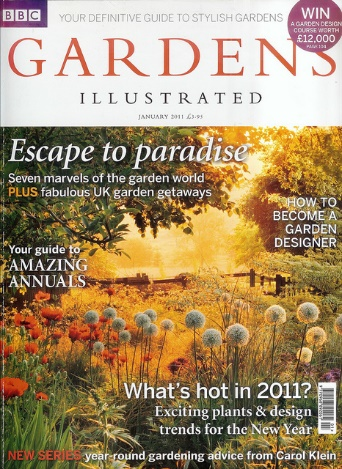 BBC
YOUR DEFINITIVE GUIDE TO STYLISH GARDENS
WIN
A GARDEN DESIGN
COURSE WORTH
£12,000
GARDENS
ILLUSTRATED
JANUARY 2011 £3.95
Escape to paradise
Seven marvels of the garden world
PLUS fabulous UK garden getaways
HOW TO
BECOME A
GARDEN
DESIGNER
Your guide to
AMAZING
ANNUALS
What's hot in 2011?
Exciting plants & design
trends for the New Year
NEW SERIES year-round gardening advice from Carol Klein